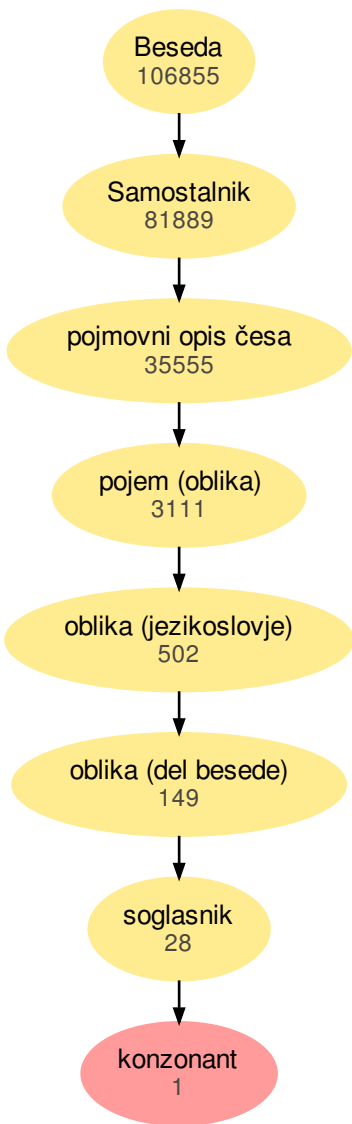 Beseda
106855
Samostalnik
81889
pojmovni opis česa
35555
pojem (oblika)
3111
oblika (jezikoslovje)
502
oblika (del besede)
149
soglasnik
28
konzonant
1